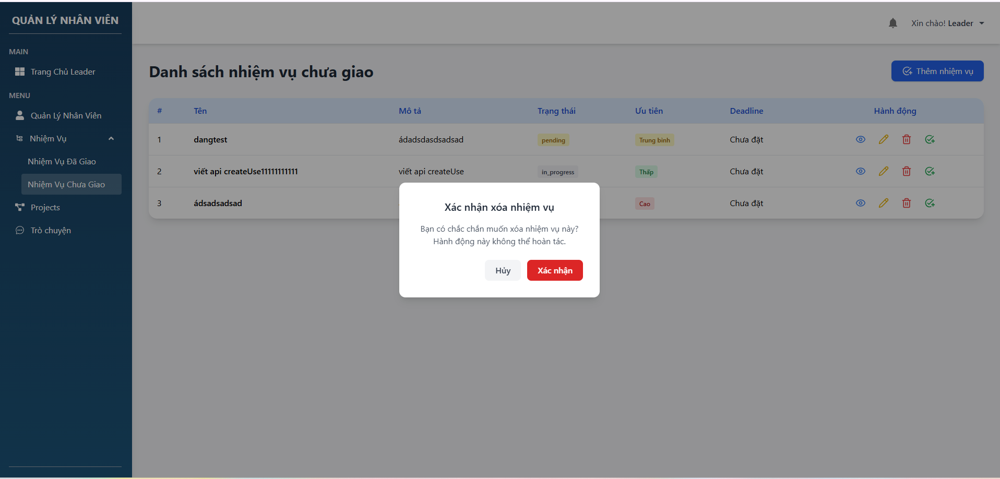 QUẢN LÝ NHÂN VIÊN
Xin chào! Leader
MAIN
Trang Chủ Leader
MENU
Quản Lý Nhân Viên
Nhiệm Vụ
Nhiệm Vụ Đã Giao
Nhiệm Vụ Chưa Giao
Projects
Trò chuyện
Danh sách nhiệm vụ chưa giao
Thêm nhiệm vụ
# Tên Mô tả Trạng thái Ưu tiên Deadline Hành động
1 dangtest ádadsdasdsadsad pending Trung bình Chưa đặt
2 viết api createUse11111111111 viết api createUse in_progress Thấp Chưa đặt
3 ádsadsadsad Cao Chưa đặt
Xác nhận xóa nhiệm vụ
Bạn có chắc chắn muốn xóa nhiệm vụ này?
Hành động này không thể hoàn tác.
Hủy Xác nhận